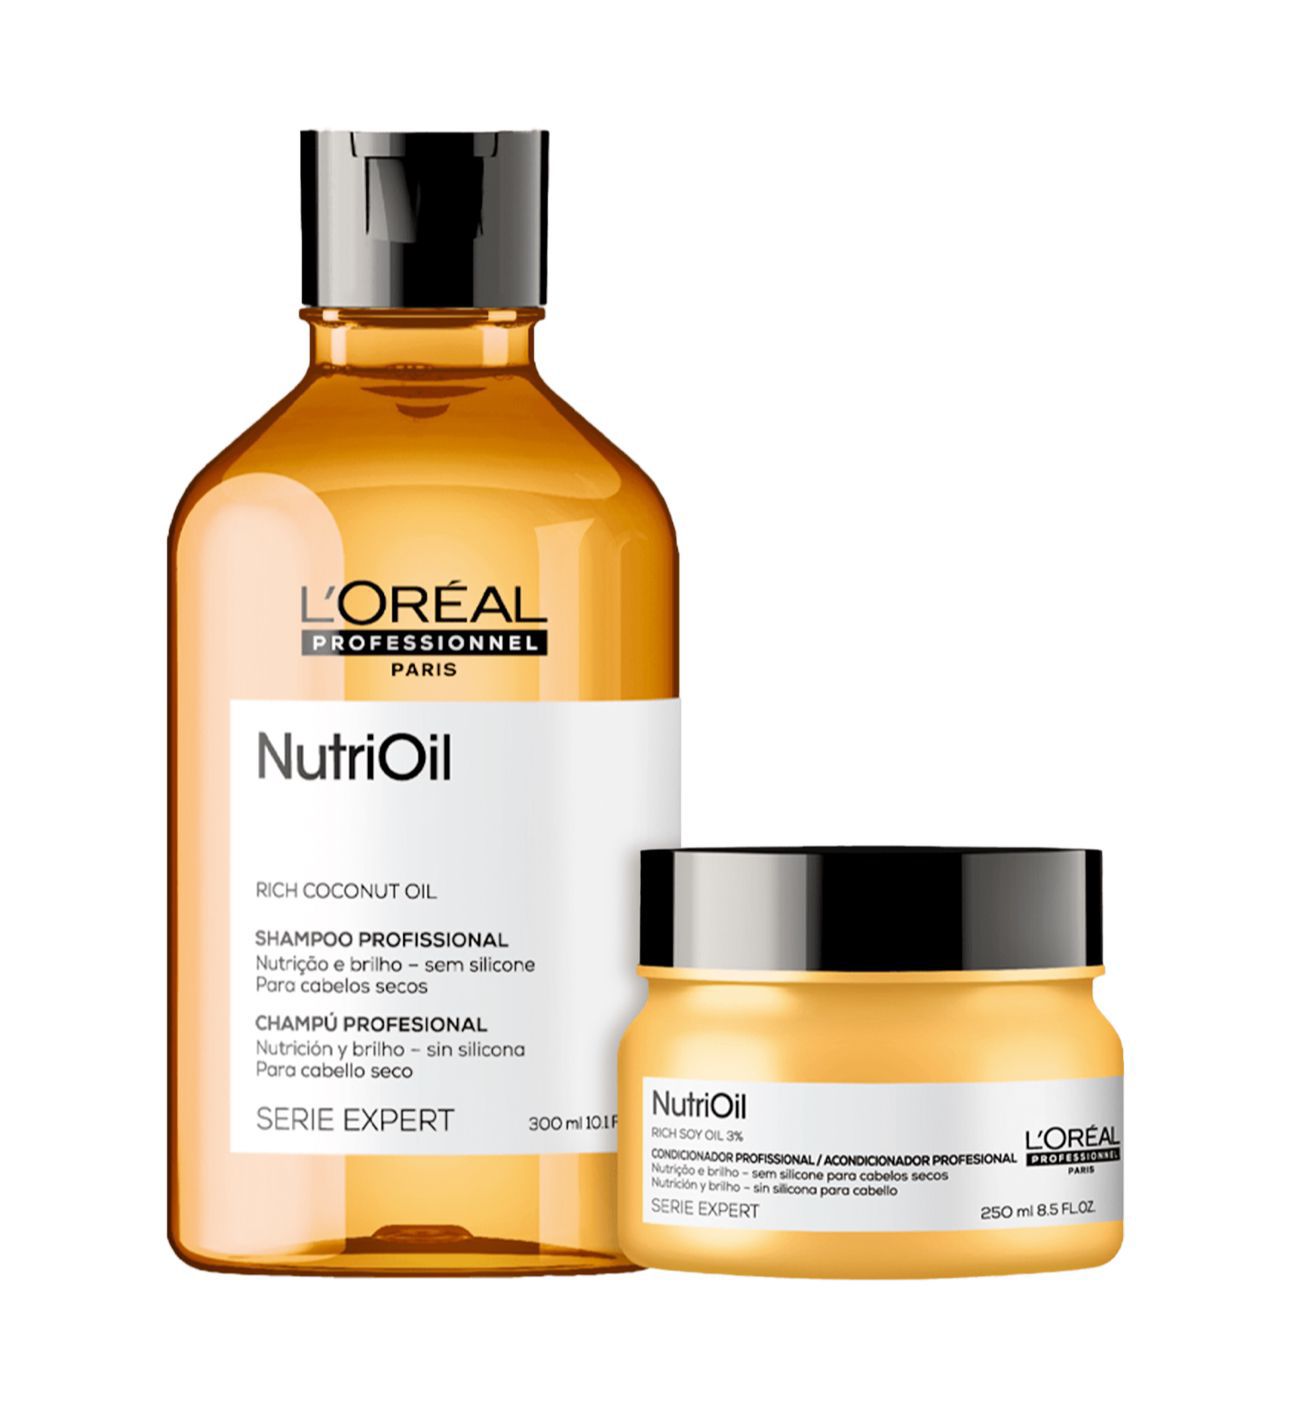 L'ORÉAL
PROFESSIONNEL
PARIS
NutriOil
RICH COCONUT OIL
SHAMPOO PROFISSIONAL
Nutrição e brilho – sem silicone
Para cabelos secos
CHAMPÚ PROFESIONAL
Nutrición y brilho – sin silicona
Para cabello seco
SERIE EXPERT
300 ml 10.1 F
NutriOil
RICH SOY OIL 3%
CONDICIONADOR PROFISSIONAL / ACONDICIONADOR PROFESIONAL
Nutrição e brilho – sem silicone para cabelos secos
Nutrición y brilho – sin silicona para cabello
SERIE EXPERT
L'ORÉAL
PROFESSIONNEL
PARIS
250 ml 8.5 FL.OZ.